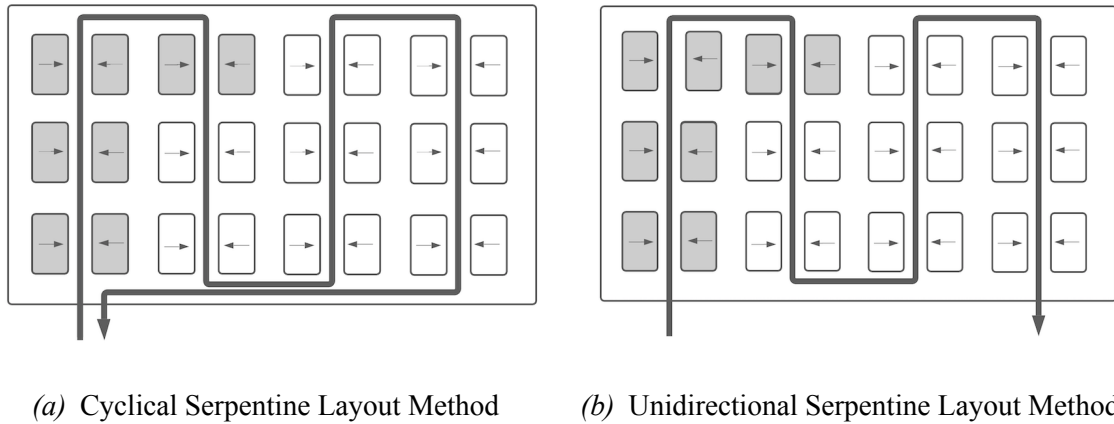 (a) Cyclical Serpentine Layout Method
(b) Unidirectional Serpentine Layout Method